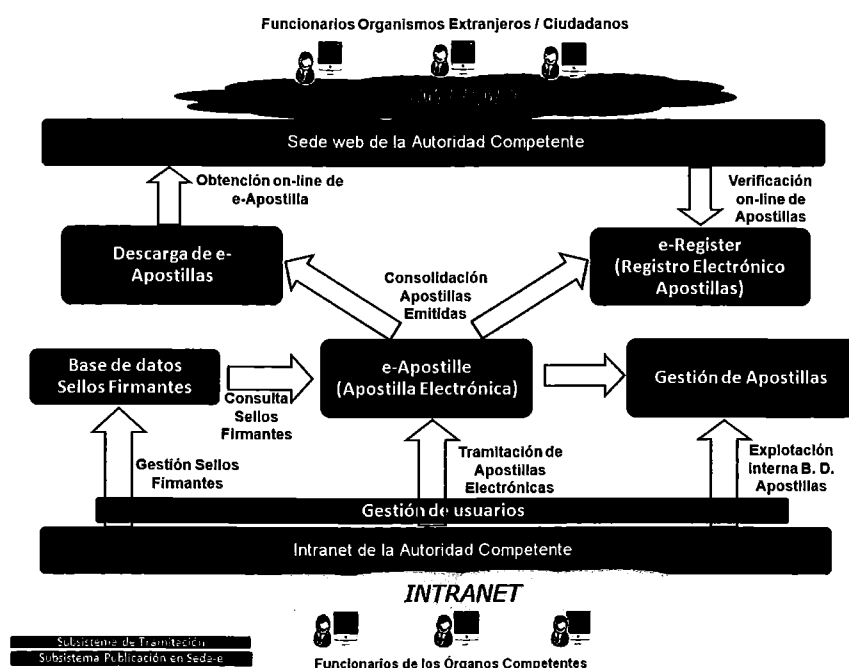 Funcionarios Organismos Extranjeros / Ciudadanos
Sede web de la Autoridad Competente
Obtención on-line de
e-Apostilla
Verificación
on-line de
Apostillas
Descarga de e-
Apostillas
e-Register
(Registro Electrónico
Apostillas)
Consolidación
Apostillas
Emitidas
Base de datos
Sellos Firmantes
Consulta
Sellos
Firmantes
e-Apostille
(Apostilla Electrónica)
Gestión de Apostillas
Gestión Sellos
Firmantes
Tramitación de
Apostillas
Electrónicas
Explotación
interna B. D.
Apostillas
Gestión de usuarios
Intranet de la Autoridad Competente
INTRANET
Subsistema de Tramitación
Subsistema Publicación en Sede-e
Funcionarios de los Órganos Competentes